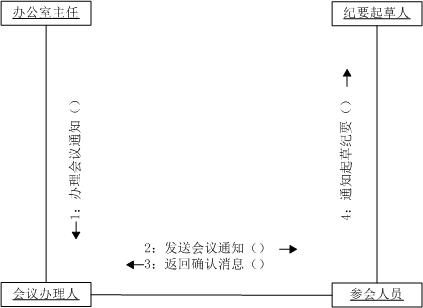 办公室主任
纪要起草人
1：办理会议通知（）
4：通知起草纪要（）
2：发送会议通知（）
3：返回确认消息（）
会议办理人
参会人员